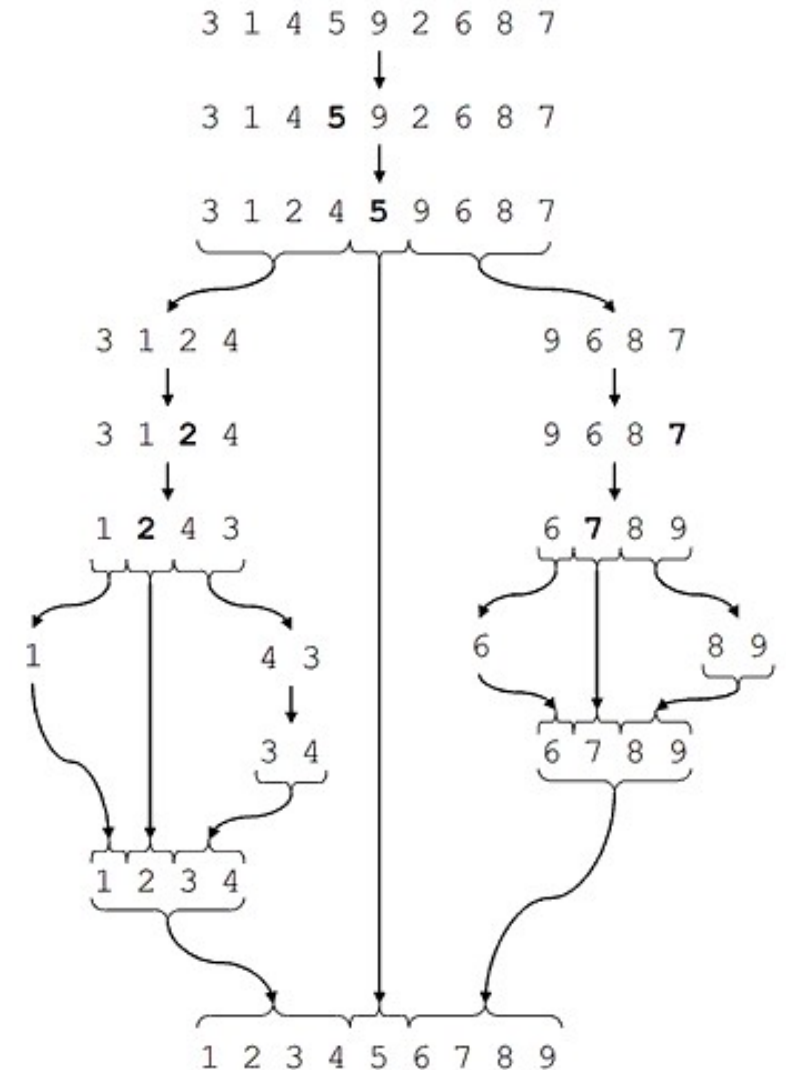 3 1 4 5 9 2 6 8 7
3 1 4 5 9 2 6 8 7
3 1 2 4 5 9 6 8 7
3 1 2 4
9 6 8 7
3 1 2 4
9 6 8 7
1 2 4 3
6 7 8 9
1
4 3
6
8 9
3 4
6 7 8 9
1 2 3 4
1 2 3 4 5 6 7 8 9